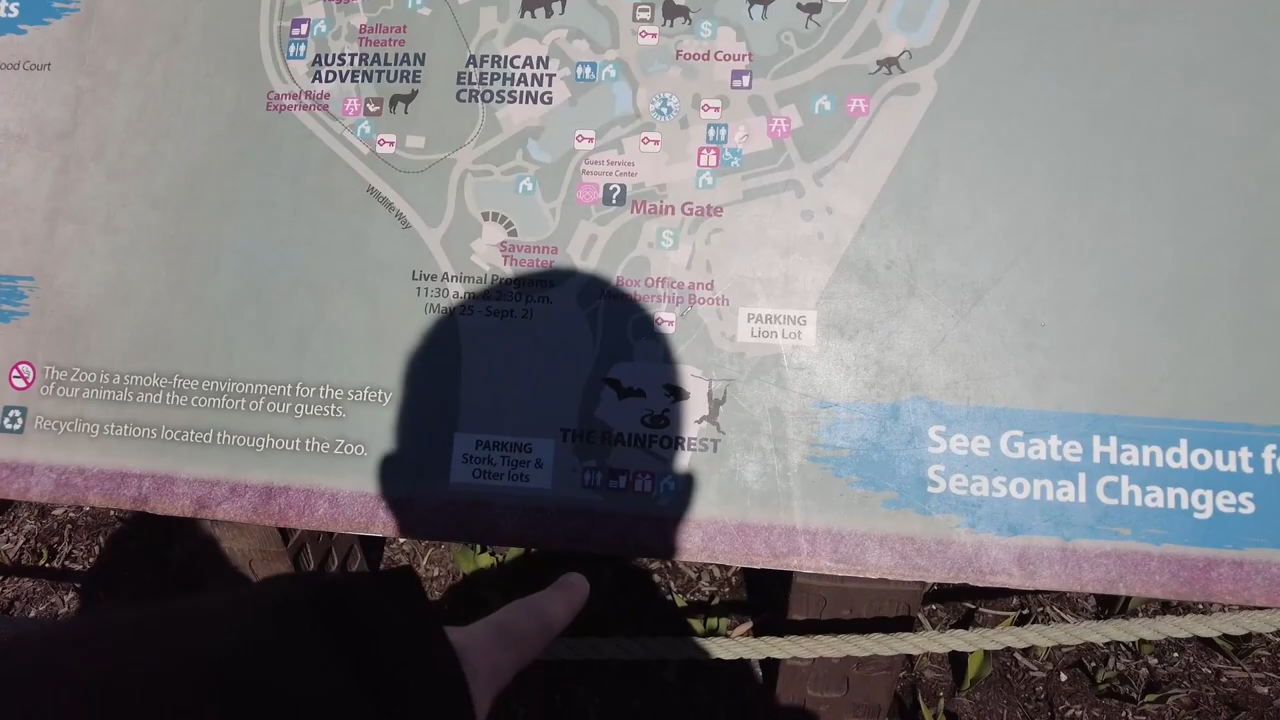 ts
ood Court
Ballarat
Theatre
AUSTRALIAN
ADVENTURE
Camel Ride
Experience
AFRICAN
ELEPHANT
CROSSING
$
Food Court
Guest Services
Resource Center
?
Main Gate
$
Wildlife Way
Savanna
Theater
Live Animal Programs
11:30 a.m. & 2:30 p.m.
(May 25 - Sept. 2)
Box Office and
Membership Booth
PARKING
Lion Lot
THE RAINFOREST
PARKING
Stork, Tiger &
Otter lots
The Zoo is a smoke-free environment for the safety
of our animals and the comfort of our guests.
Recycling stations located throughout the Zoo.
See Gate Handout f
Seasonal Changes